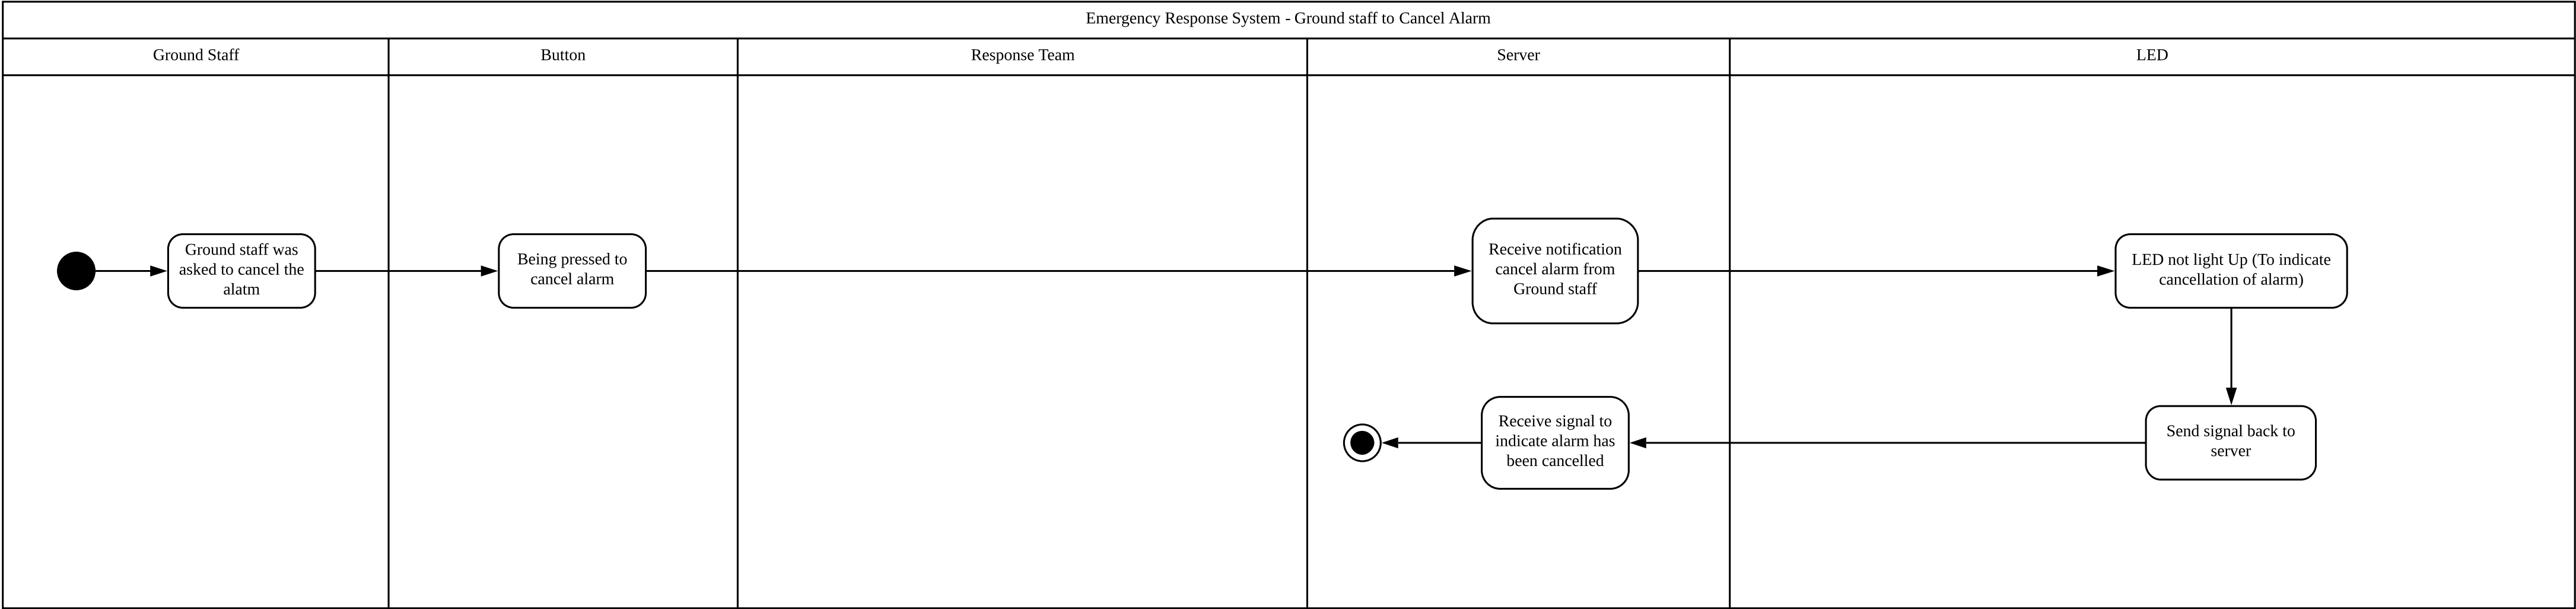 Emergency Response System - Ground staff to Cancel Alarm
Ground Staff
Button
Response Team
Server
LED
Ground staff was
asked to cancel the
alatm
Being pressed to
cancel alarm
Receive notification
cancel alarm from
Ground staff
LED not light Up (To indicate
cancellation of alarm)
Receive signal to
indicate alarm has
been cancelled
Send signal back to
server